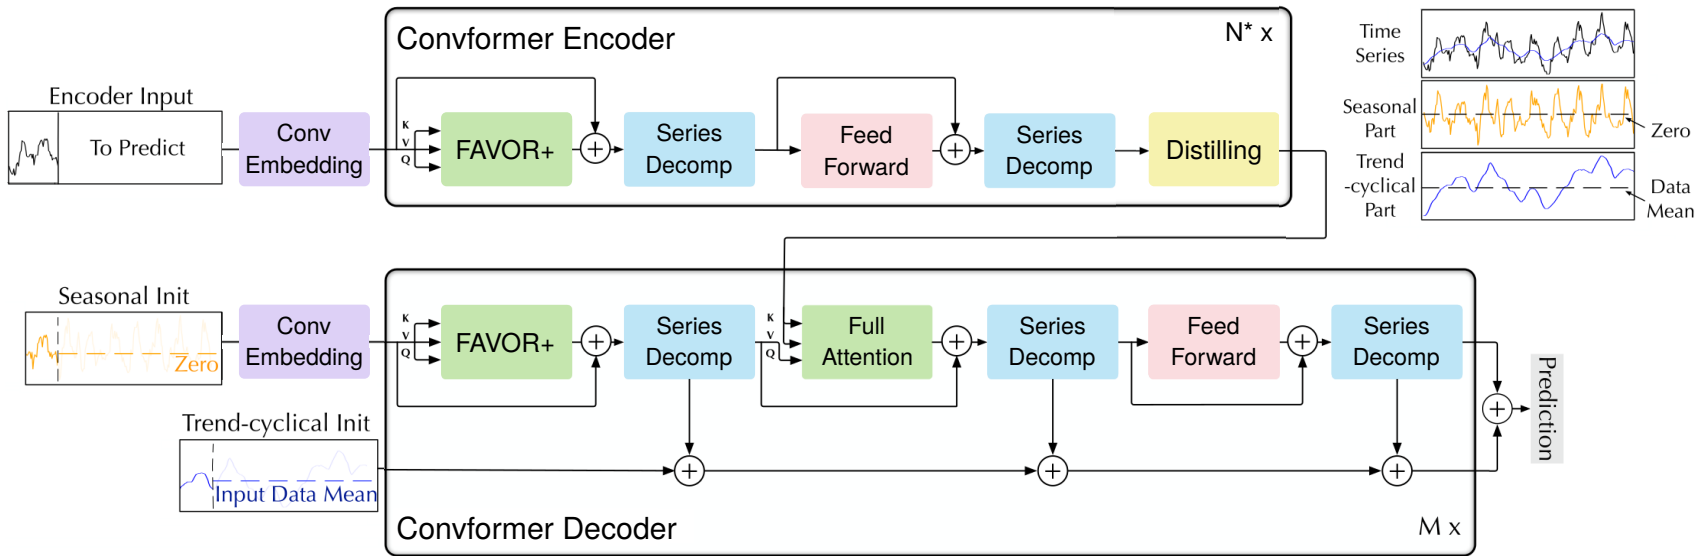 Convformer Encoder
N* x
Encoder Input
To Predict
Conv
Embedding
K
V
Q
FAVOR+
+
Series
Decomp
Feed
Forward
+
Series
Decomp
Distilling
Time
Series
Seasonal
Part
Zero
Trend
-cyclical
Part
Data
Mean
Seasonal Init
Zero
Conv
Embedding
K
V
Q
FAVOR+
+
Series
Decomp
K
V
Q
Full
Attention
+
Series
Decomp
Feed
Forward
+
Series
Decomp
+
Prediction
Trend-cyclical Init
Input Data Mean
+
+
+
Convformer Decoder
M x